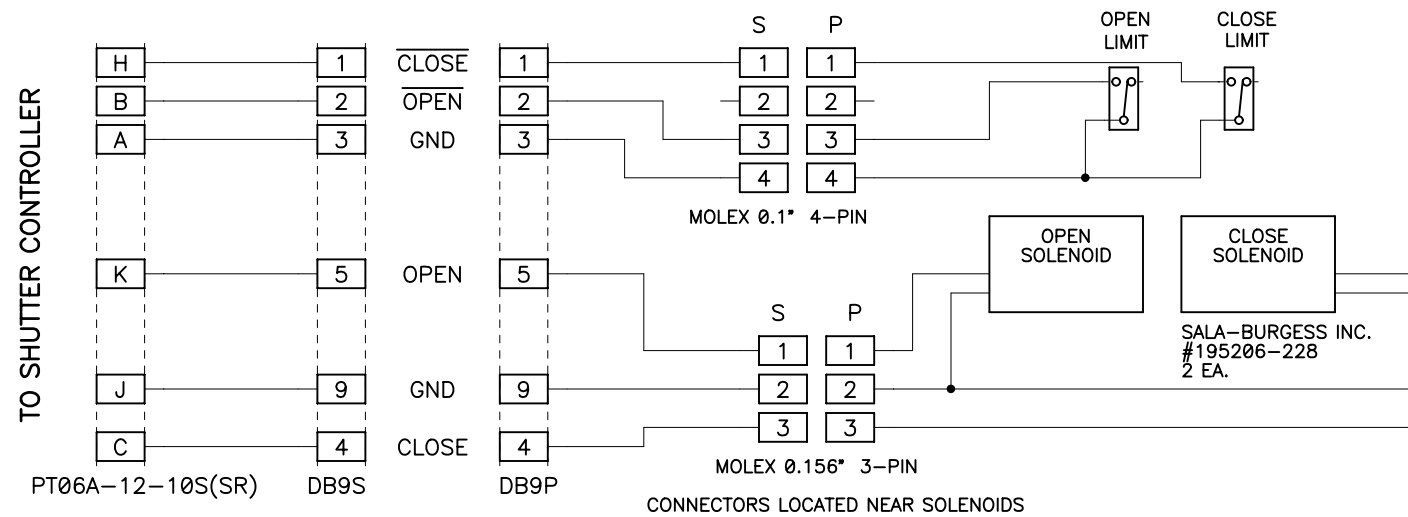 OPEN LIMIT
CLOSE LIMIT
S P
H 1 CLOSE 1 1 1
B 2 OPEN 2 2 2
A 3 GND 3 3 3
4 4
MOLEX 0.1" 4-PIN
TO SHUTTER CONTROLLER
OPEN SOLENOID
CLOSE SOLENOID
K 5 OPEN 5
S P
1 1
SALA-BURGESS INC.
#195206-228
2 EA.
J 9 GND 9 2 2
3 3
C 4 CLOSE 4
MOLEX 0.156" 3-PIN
PT06A-12-10S(SR) DB9S DB9P
CONNECTORS LOCATED NEAR SOLENOIDS